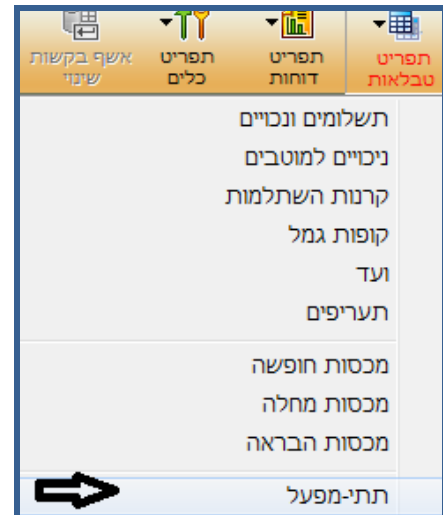 תפריט
טבלאות
תפריט
דוחות
תפריט
כלים
אשף בקשות
שינוי
תשלומים ונכויים
ניכויים למוטבים
קרנות השתלמות
קופות גמל
ועד
תעריפים
מכסות חופשה
מכסות מחלה
מכסות הבראה
תתי-מפעל